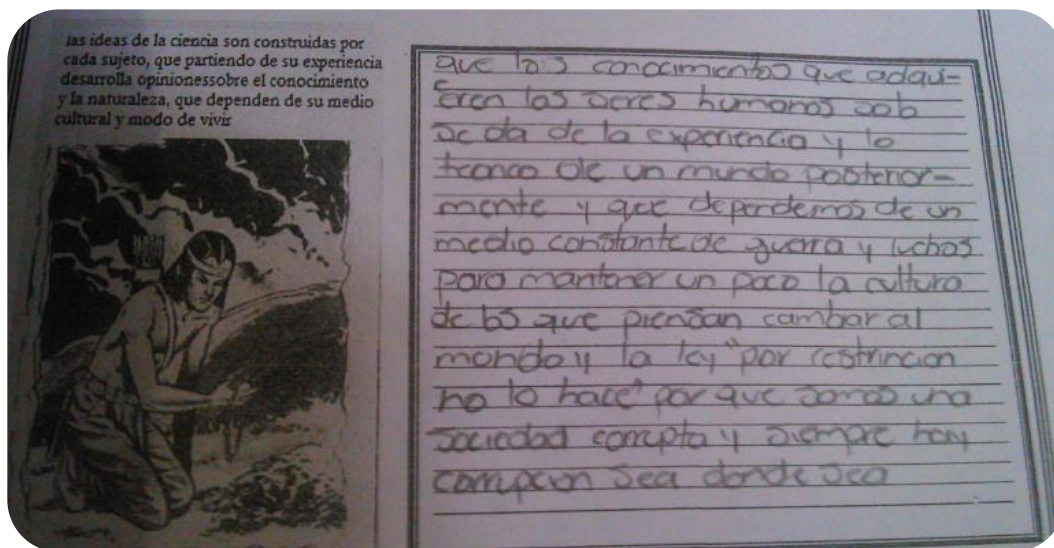 las ideas de la ciencia son construidas por
cada sujeto, que partiendo de su experiencia
desarrolla opinionessobre el conocimiento
y la naturaleza, que dependen de su medio
cultural y modo de vivir
que los conocimientos que adqui-
eren los seres humanos sob
se da de la experiencia y lo
de un mundo posterior-
mente y que dependemos de un
medio constante de guerra y luchas
para mantener un poco la cultura
de los que piensan cambar al
mondo y la ley "por restrincion
no lo hace" por que somos una
sociedad corrupta y siempre hay
corrupcion sea donde sea